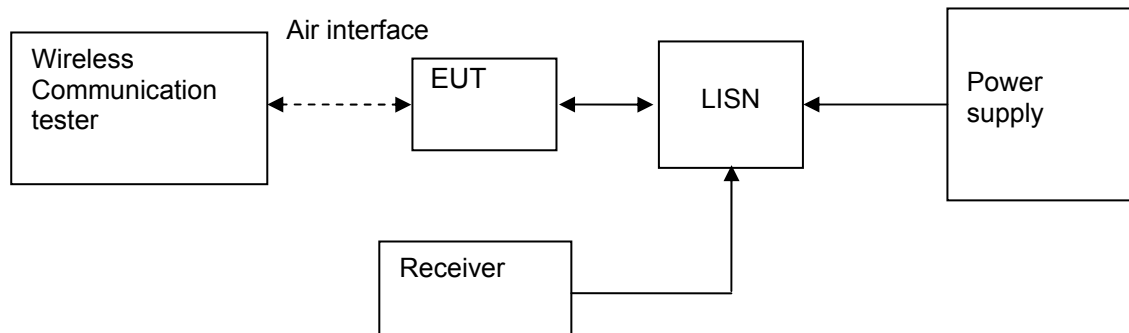 Air interface
Wireless
Communication
tester
EUT
LISN
Power
supply
Receiver